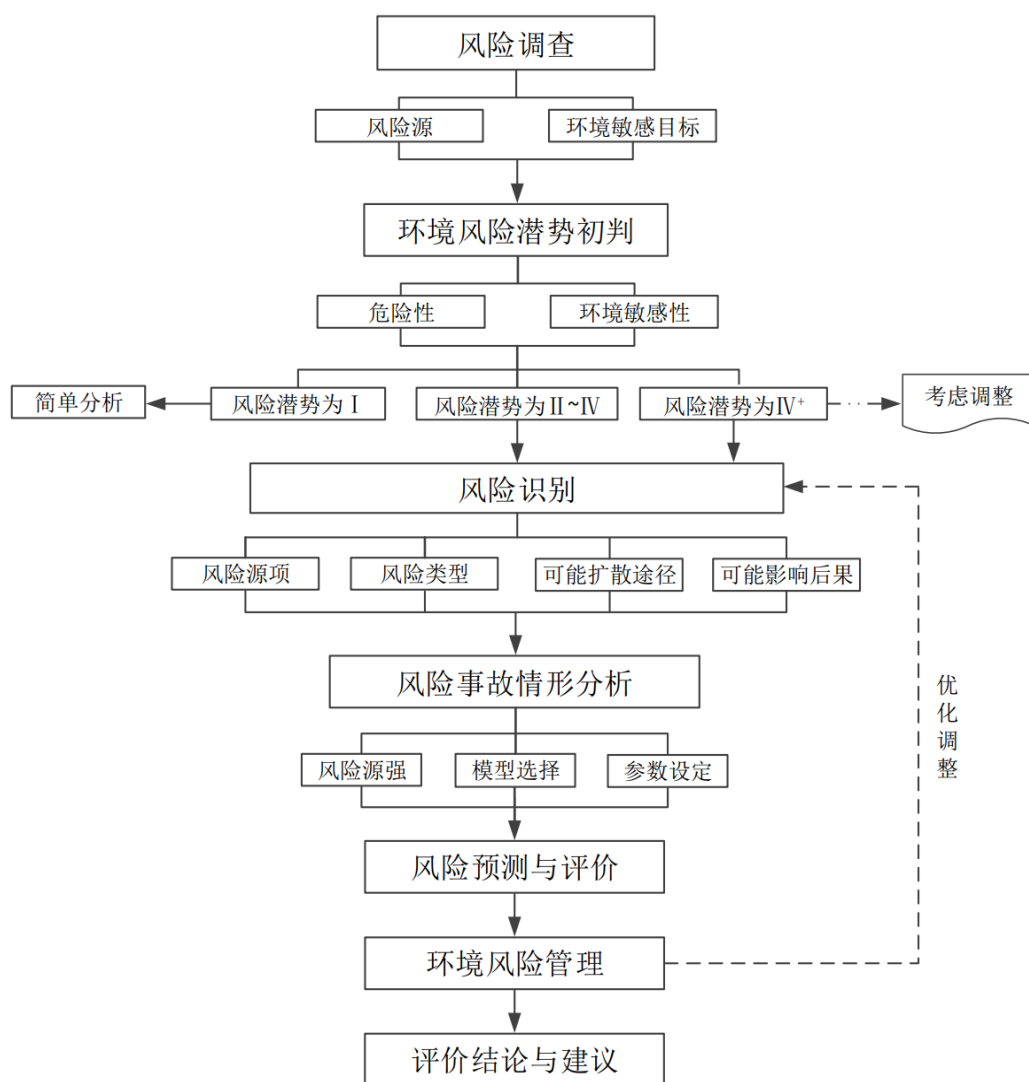 风险调查
风险源
环境敏感目标
环境风险潜势初判
危险性
环境敏感性
简单分析
风险潜势为Ⅰ
风险潜势为Ⅱ~Ⅳ
风险潜势为Ⅳ⁺
考虑调整
风险识别
风险源项
风险类型
可能扩散途径
可能影响后果
风险事故情形分析
优化调整
风险源强
模型选择
参数设定
风险预测与评价
环境风险管理
评价结论与建议